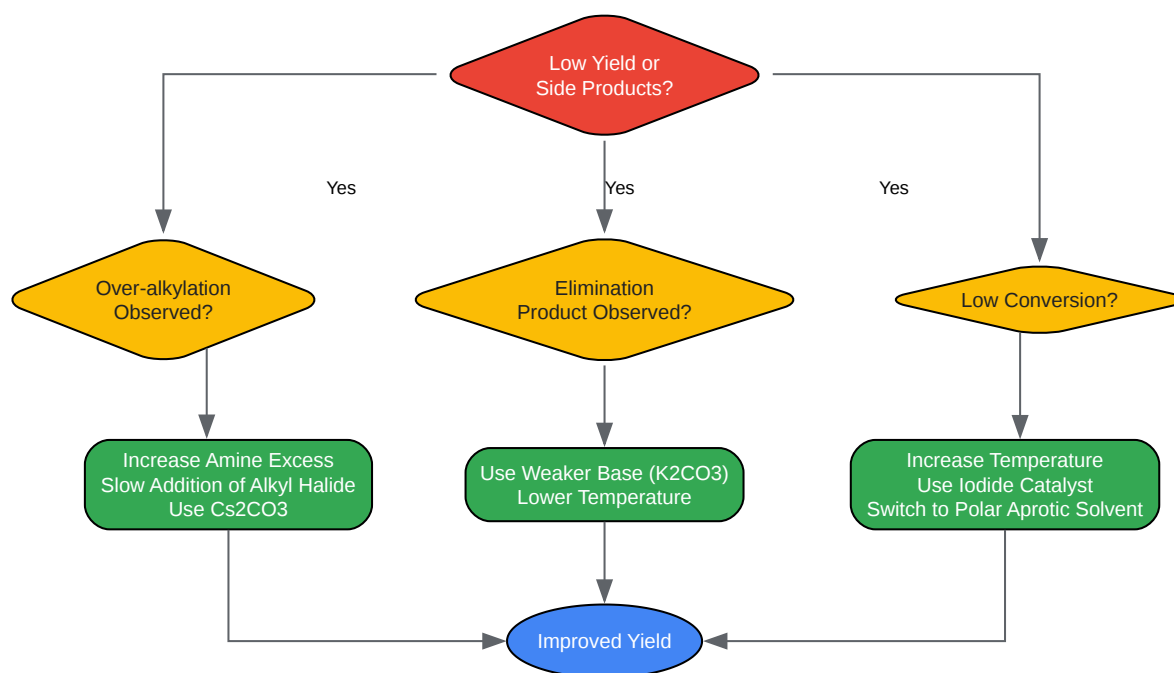 Low Yield or
Side Products?
Yes
Yes
Yes
Over-alkylation
Observed?
Elimination
Product Observed?
Low Conversion?
Increase Amine Excess
Slow Addition of Alkyl Halide
Use Cs2CO3
Use Weaker Base (K2CO3)
Lower Temperature
Increase Temperature
Use Iodide Catalyst
Switch to Polar Aprotic Solvent
Improved Yield